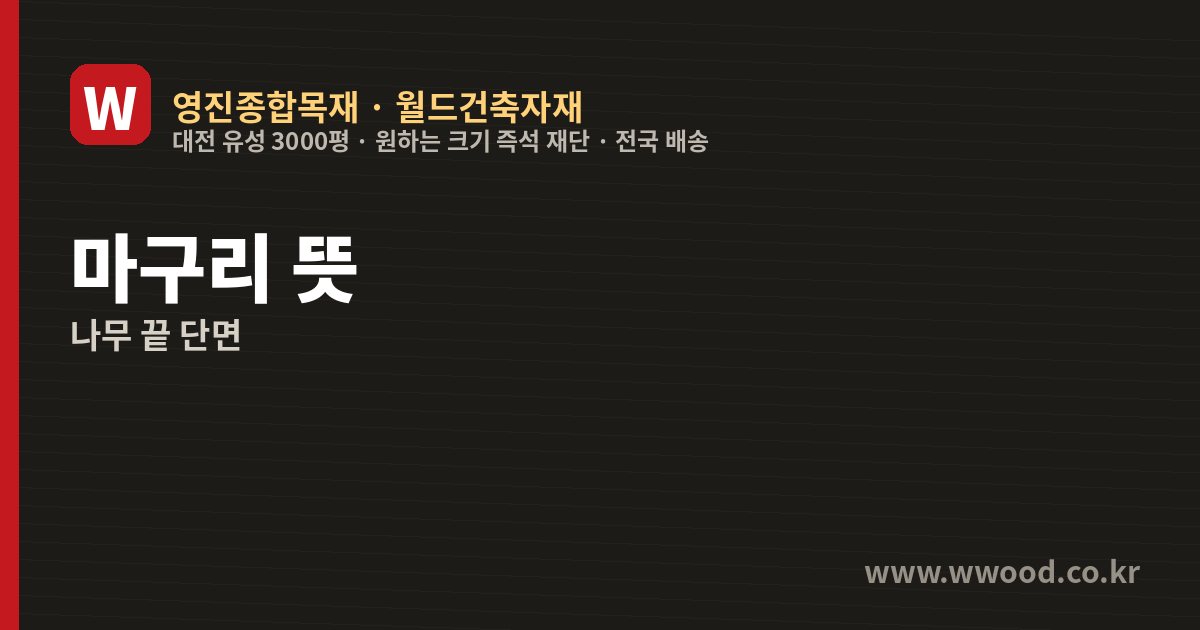 W
영진종합목재 · 월드건축자재
대전 유성 3000평 · 원하는 크기 즉석 재단 · 전국 배송
마구리 뜻
나무 끝 단면
www.wwood.co.kr